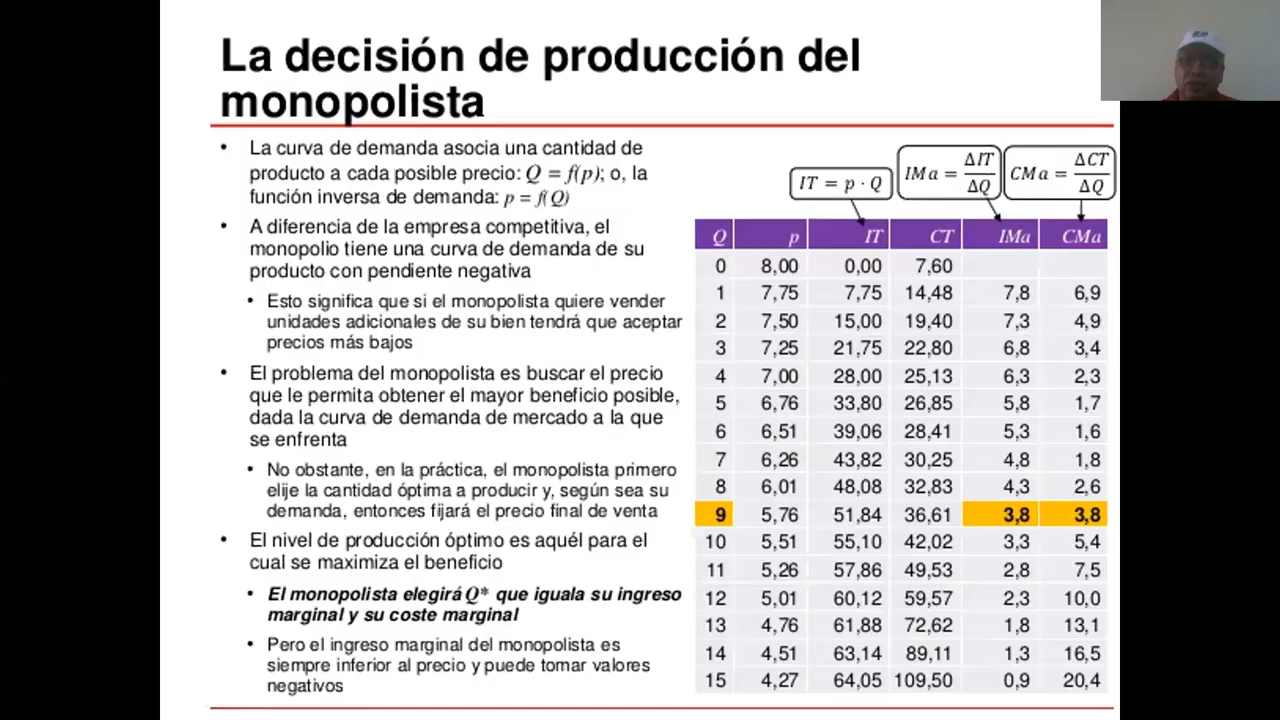 La decisión de producción del
monopolista
• La curva de demanda asocia una cantidad de
producto a cada posible precio: Q = f(p); o, la
función inversa de demanda: p = f(Q)
• A diferencia de la empresa competitiva, el
monopolio tiene una curva de demanda de su
producto con pendiente negativa
• Esto significa que si el monopolista quiere vender
unidades adicionales de su bien tendrá que aceptar
precios más bajos
• El problema del monopolista es buscar el precio
que le permita obtener el mayor beneficio posible,
dada la curva de demanda de mercado a la que
se enfrenta
• No obstante, en la práctica, el monopolista primero
elije la cantidad óptima a producir y, según sea su
demanda, entonces fijará el precio final de venta
• El nivel de producción óptimo es aquél para el
cual se maximiza el beneficio
• El monopolista elegirá Q* que iguala su ingreso
marginal y su coste marginal
• Pero el ingreso marginal del monopolista es
siempre inferior al precio y puede tomar valores
negativos
IT = p · Q
IMa = ΔIT/ΔQ
CMa = ΔCT/ΔQ
Q p IT CT IMa CMa
0 8,00 0,00 7,60
1 7,75 7,75 14,48 7,8 6,9
2 7,50 15,00 19,40 7,3 4,9
3 7,25 21,75 22,80 6,8 3,4
4 7,00 28,00 25,13 6,3 2,3
5 6,76 33,80 26,85 5,8 1,7
6 6,51 39,06 28,41 5,3 1,6
7 6,26 43,82 30,25 4,8 1,8
8 6,01 48,08 32,83 4,3 2,6
9 5,76 51,84 36,61 3,8 3,8
10 5,51 55,10 42,02 3,3 5,4
11 5,26 57,86 49,53 2,8 7,5
12 5,01 60,12 59,57 2,3 10,0
13 4,76 61,88 72,62 1,8 13,1
14 4,51 63,14 89,11 1,3 16,5
15 4,27 64,05 109,50 0,9 20,4